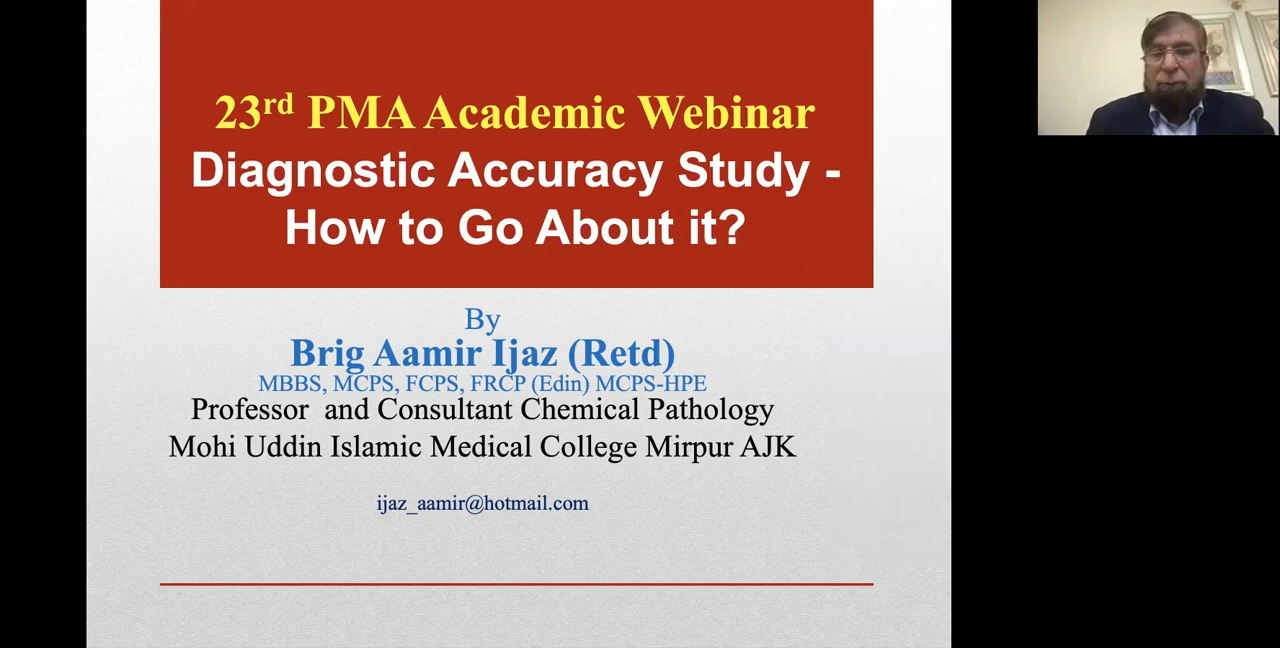 23rd PMA Academic Webinar
Diagnostic Accuracy Study -
How to Go About it?
By
Brig Aamir Ijaz (Retd)
MBBS, MCPS, FCPS, FRCP (Edin) MCPS-HPE
Professor  and Consultant Chemical Pathology
Mohi Uddin Islamic Medical College Mirpur AJK
ijaz_aamir@hotmail.com